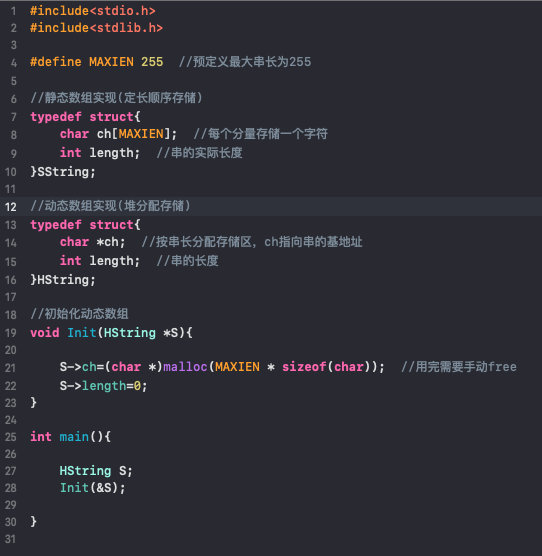 1 #include<stdio.h>
2 #include<stdlib.h>
3
4 #define MAXIEN 255  //预定义最大串长为255
5
6 //静态数组实现(定长顺序存储)
7 typedef struct{
8     char ch[MAXIEN];  //每个分量存储一个字符
9     int length;  //串的实际长度
10 }SString;
11
12 //动态数组实现(堆分配存储)
13 typedef struct{
14     char *ch;  //按串长分配存储区，ch指向串的基地址
15     int length;  //串的长度
16 }HString;
17
18 //初始化动态数组
19 void Init(HString *S){
20
21     S->ch=(char *)malloc(MAXIEN * sizeof(char));  //用完需要手动free
22     S->length=0;
23 }
24
25 int main(){
26
27     HString S;
28     Init(&S);
29
30 }
31